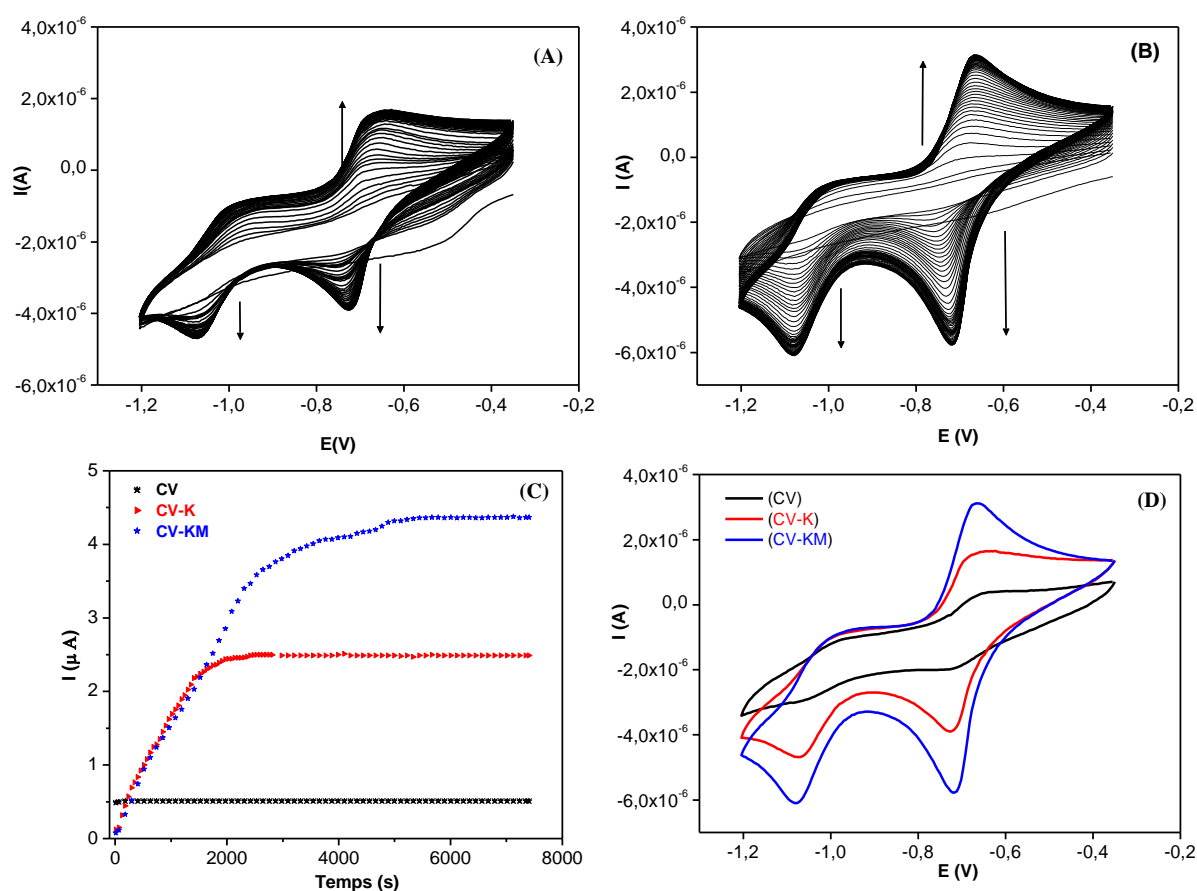 4,0x10⁻⁶
2,0x10⁻⁶
0,0
-2,0x10⁻⁶
-4,0x10⁻⁶
-6,0x10⁻⁶
I(A)
(A)
-1,2 -1,0 -0,8 -0,6 -0,4 -0,2
E(V)
4,0x10⁻⁶
2,0x10⁻⁶
0,0
-2,0x10⁻⁶
-4,0x10⁻⁶
-6,0x10⁻⁶
I (A)
(B)
-1,2 -1,0 -0,8 -0,6 -0,4 -0,2
E (V)
5
4
3
2
1
0
I (µ A)
CV
CV-K
CV-KM
(C)
0 2000 4000 6000 8000
Temps (s)
4,0x10⁻⁶
2,0x10⁻⁶
0,0
-2,0x10⁻⁶
-4,0x10⁻⁶
-6,0x10⁻⁶
I (A)
(CV)
(CV-K)
(CV-KM)
(D)
-1,2 -1,0 -0,8 -0,6 -0,4 -0,2
E (V)